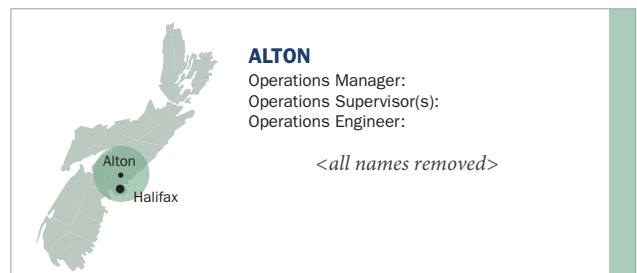 ALTON
Operations Manager:
Operations Supervisor(s):
Operations Engineer:
<all names removed>
Alton
Halifax